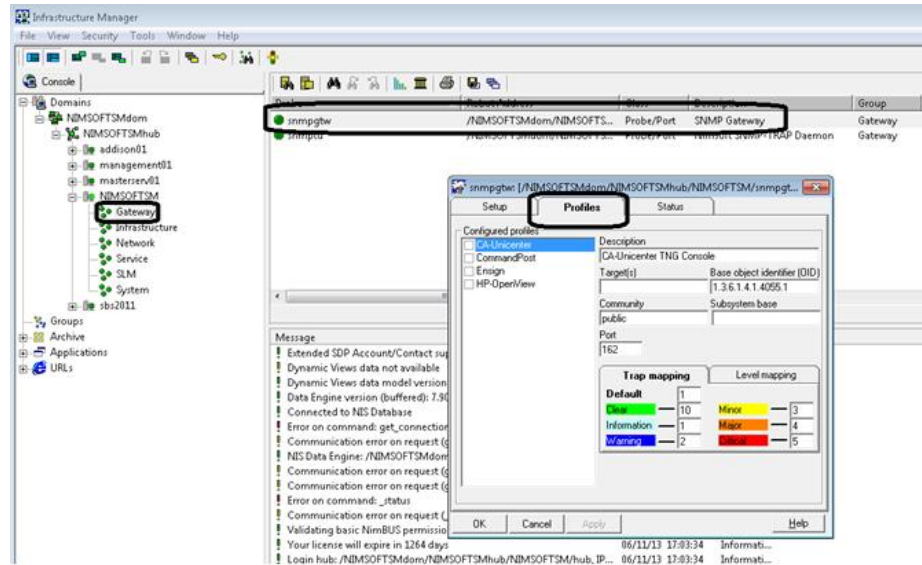 Infrastructure Manager
File View Security Tools Window Help
Console
Domains
NIMSOFTSMdom
NIMSOFTSMhub
addison01
management01
masterserv01
NIMSOFTSM
Gateway
Infrastructure
Network
Service
SLM
System
sbs2011
Groups
Archive
Applications
URLs
Group
snmpgtw /NIMSOFTSMdom/NIMSOFTS... Probe/Port SNMP Gateway Gateway
/NIMSOFTSMdom/NIMSOFTS... Probe/Port Nimsoft SNMP-TRAP Daemon Gateway
snmpgtw: [/NIMSOFTSMdom/NIMSOFTSMhub/NIMSOFTSM/snmpgt...
Setup Profiles Status
Configured profiles
CA-Unicenter
CommandPost
Ensign
HP-OpenView
Description
CA-Unicenter TNG Console
Target(s) Base object identifier (OID)
1.3.6.1.4.1.4055.1
Community Subsystem base
public
Port
162
Trap mapping Level mapping
Default 1
Clear 10 Minor 3
Information 1 Major 4
Warning 2 Critical 5
OK Cancel Apply Help
Message
Extended SDP Account/Contact sup
Dynamic Views data not available
Dynamic Views data model version
Data Engine version (buffered): 7.90
Connected to NIS Database
Error on command: get_connection
Communication error on request (g
NIS Data Engine: /NIMSOFTSMdom
Communication error on request (g
Communication error on request (g
Error on command: _status
Communication error on request (_
Validating basic NimBUS permissio
Your license will expire in 1264 days 06/11/13 17:03:34 Informati...
Login hub: /NIMSOFTSMdom/NIMSOFTSMhub/NIMSOFTSM/hub, IP... 06/11/13 17:03:34 Informati...